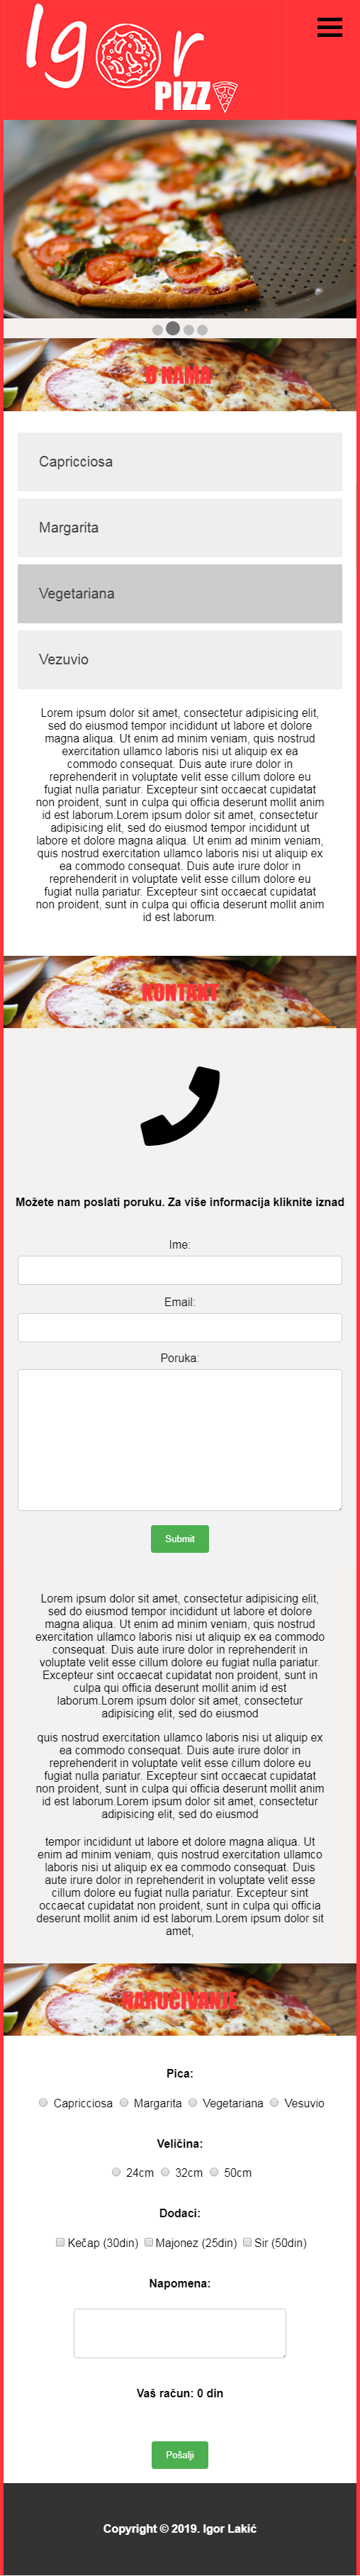 Igor
PIZZ
O NAMA
Capricciosa
Margarita
Vegetariana
Vezuvio
Lorem ipsum dolor sit amet, consectetur adipisicing elit,
sed do eiusmod tempor incididunt ut labore et dolore
magna aliqua. Ut enim ad minim veniam, quis nostrud
exercitation ullamco laboris nisi ut aliquip ex ea
commodo consequat. Duis aute irure dolor in
reprehenderit in voluptate velit esse cillum dolore eu
fugiat nulla pariatur. Excepteur sint occaecat cupidatat
non proident, sunt in culpa qui officia deserunt mollit anim
id est laborum.Lorem ipsum dolor sit amet, consectetur
adipisicing elit, sed do eiusmod tempor incididunt ut
labore et dolore magna aliqua. Ut enim ad minim veniam,
quis nostrud exercitation ullamco laboris nisi ut aliquip ex
ea commodo consequat. Duis aute irure dolor in
reprehenderit in voluptate velit esse cillum dolore eu
fugiat nulla pariatur. Excepteur sint occaecat cupidatat
non proident, sunt in culpa qui officia deserunt mollit anim
id est laborum.
KONTAKT
Možete nam poslati poruku. Za više informacija kliknite iznad
Ime:
Email:
Poruka:
Submit
Lorem ipsum dolor sit amet, consectetur adipisicing elit,
sed do eiusmod tempor incididunt ut labore et dolore
magna aliqua. Ut enim ad minim veniam, quis nostrud
exercitation ullamco laboris nisi ut aliquip ex ea commodo
consequat. Duis aute irure dolor in reprehenderit in
voluptate velit esse cillum dolore eu fugiat nulla pariatur.
Excepteur sint occaecat cupidatat non proident, sunt in
culpa qui officia deserunt mollit anim id est
laborum.Lorem ipsum dolor sit amet, consectetur
adipisicing elit, sed do eiusmod
quis nostrud exercitation ullamco laboris nisi ut aliquip ex
ea commodo consequat. Duis aute irure dolor in
reprehenderit in voluptate velit esse cillum dolore eu
fugiat nulla pariatur. Excepteur sint occaecat cupidatat
non proident, sunt in culpa qui officia deserunt mollit anim
id est laborum.Lorem ipsum dolor sit amet, consectetur
adipisicing elit, sed do eiusmod
tempor incididunt ut labore et dolore magna aliqua. Ut
enim ad minim veniam, quis nostrud exercitation ullamco
laboris nisi ut aliquip ex ea commodo consequat. Duis
aute irure dolor in reprehenderit in voluptate velit esse
cillum dolore eu fugiat nulla pariatur. Excepteur sint
occaecat cupidatat non proident, sunt in culpa qui officia
deserunt mollit anim id est laborum.Lorem ipsum dolor sit
amet,
NARUČIVANJE
Pica:
Capricciosa Margarita Vegetariana Vesuvio
Veličina:
24cm 32cm 50cm
Dodaci:
Kečap (30din) Majonez (25din) Sir (50din)
Napomena:
Vaš račun: 0 din
Pošalji
Copyright © 2019. Igor Lakić